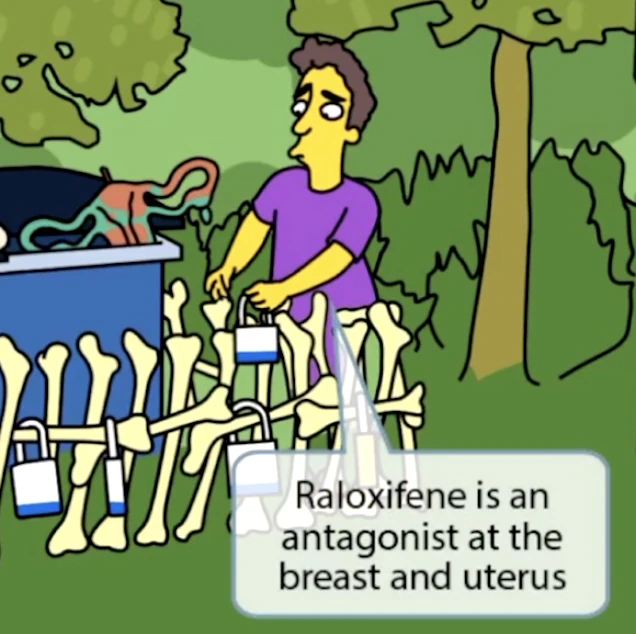 Raloxifene is an
antagonist at the
breast and uterus